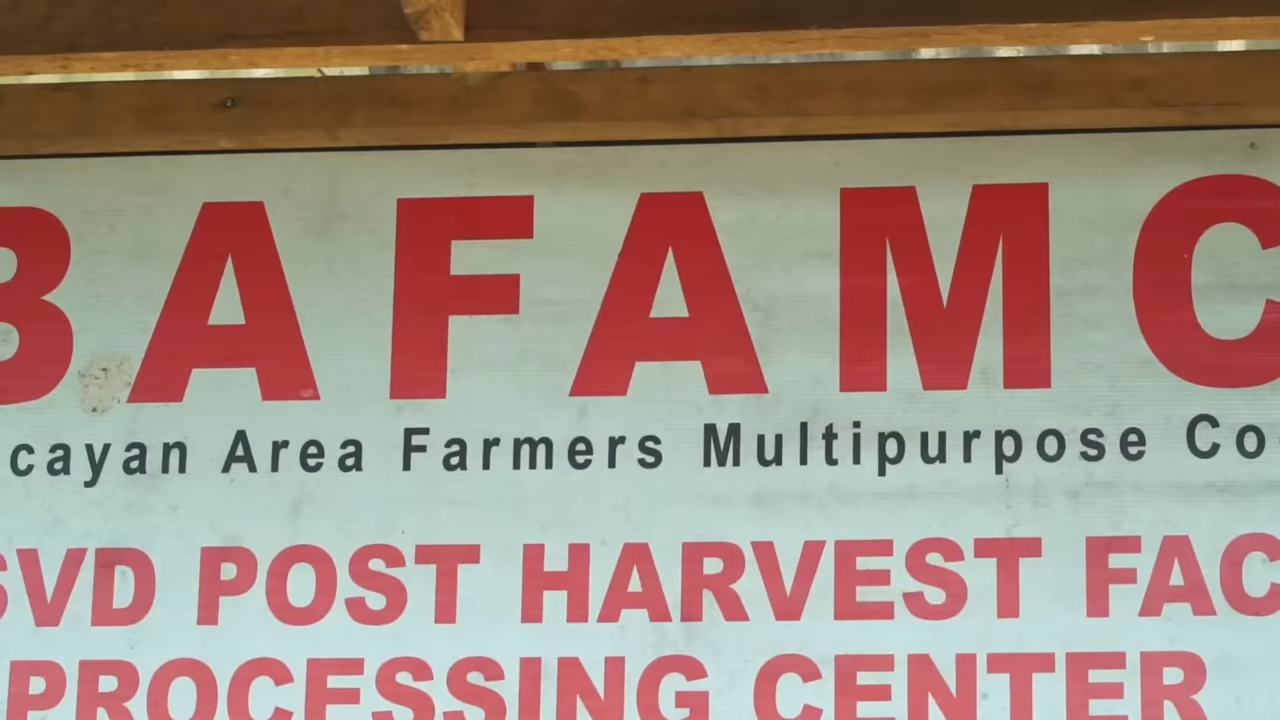 BAFAMC
cayan Area Farmers Multipurpose Co
SVD POST HARVEST FAC
PROCESSING CENTER